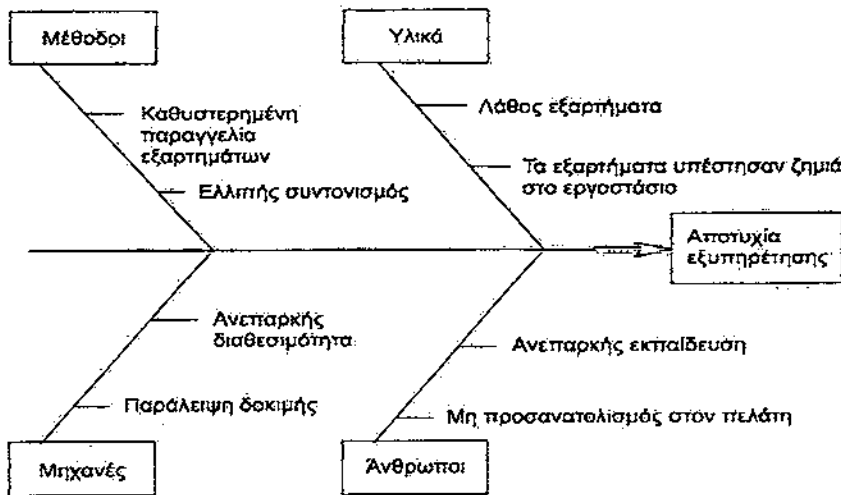 Μέθοδοι
Υλικά
Καθυστερημένη
παραγγελία
εξαρτημάτων
Ελλιπής συντονισμός
Λάθος εξαρτήματα
Τα εξαρτήματα υπέστησαν ζημιά
στο εργοστάσιο
Αποτυχία
εξυπηρέτησης
Ανεπαρκής
διαθεσιμότητα
Παράλειψη δοκιμής
Ανεπαρκής εκπαίδευση
Μη προσανατολισμός στον πελάτη
Μηχανές
Άνθρωποι